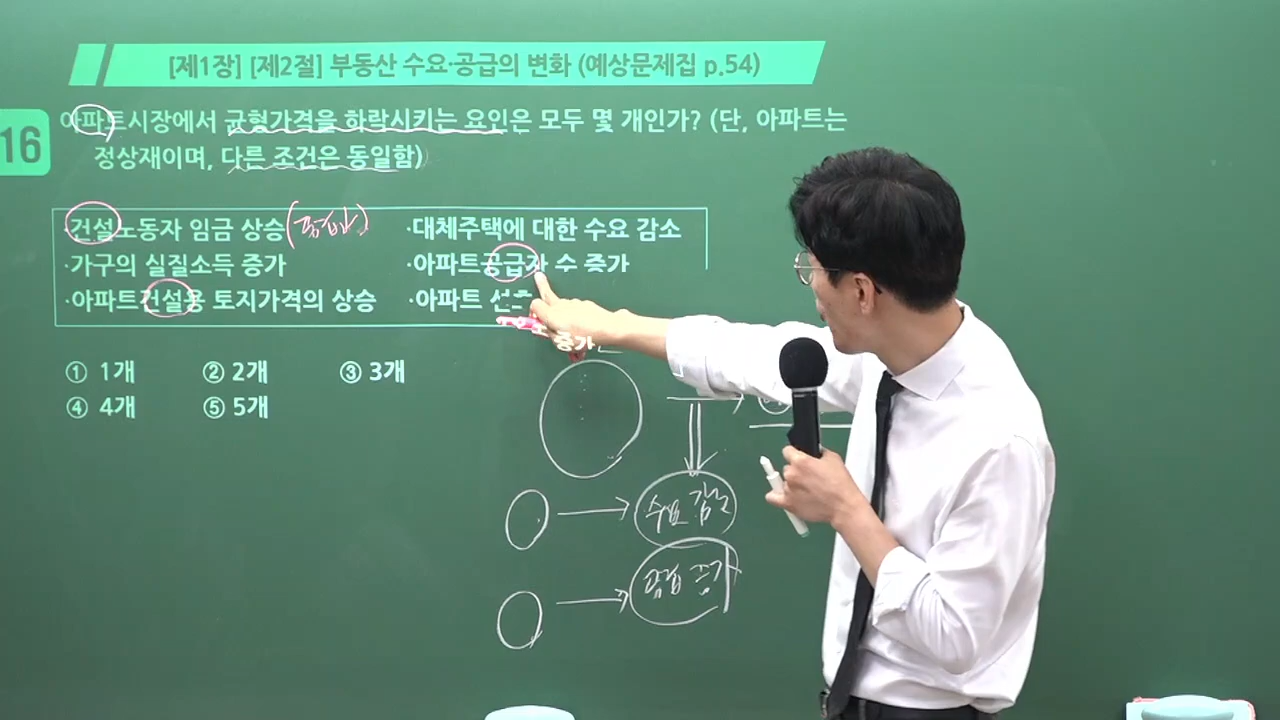 [제1장] [제2절] 부동산 수요·공급의 변화 (예상문제집 p.54)
16 아파트시장에서 균형가격을 하락시키는 요인은 모두 몇 개인가? (단, 아파트는
정상재이며, 다른 조건은 동일함)
·건설노동자 임금 상승 ·대체주택에 대한 수요 감소
·가구의 실질소득 증가 ·아파트공급자 수 증가
·아파트건설용 토지가격의 상승 ·아파트
① 1개 ② 2개 ③ 3개
④ 4개 ⑤ 5개
증가
수요 감소
공급 증가